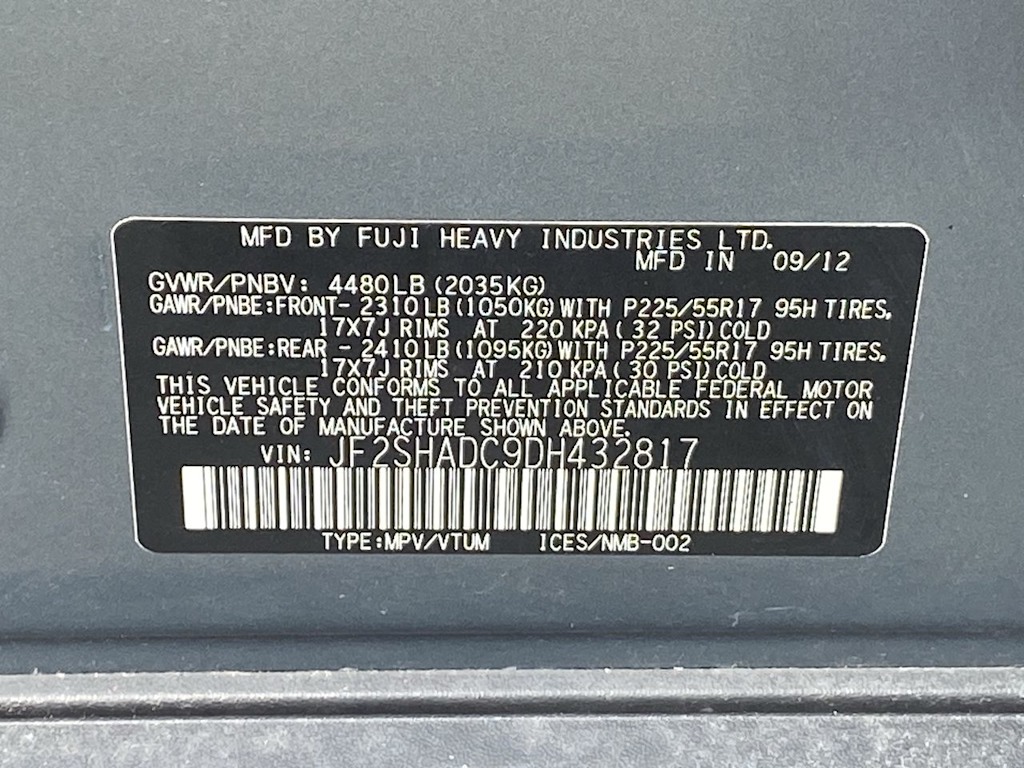 MFD BY FUJI HEAVY INDUSTRIES LTD.
MFD IN 09/12
GVWR/PNBV: 4480LB(2035KG)
GAWR/PNBE:FRONT- 2310LB(1050KG)WITH P225/55R17 95H TIRES,
17X7J RIMS AT 220 KPA( 32 PSI)COLD
GAWR/PNBE:REAR - 2410LB(1095KG)WITH P225/55R17 95H TIRES,
17X7J RIMS AT 210 KPA( 30 PSI)COLD
THIS VEHICLE CONFORMS TO ALL APPLICABLE FEDERAL MOTOR
VEHICLE SAFETY AND THEFT PREVENTION STANDARDS IN EFFECT ON
THE DATE OF MANUFACTURE SHOWN ABOVE.
VIN: JF2SHADC9DH432817
TYPE:MPV/VTUM ICES/NMB-002